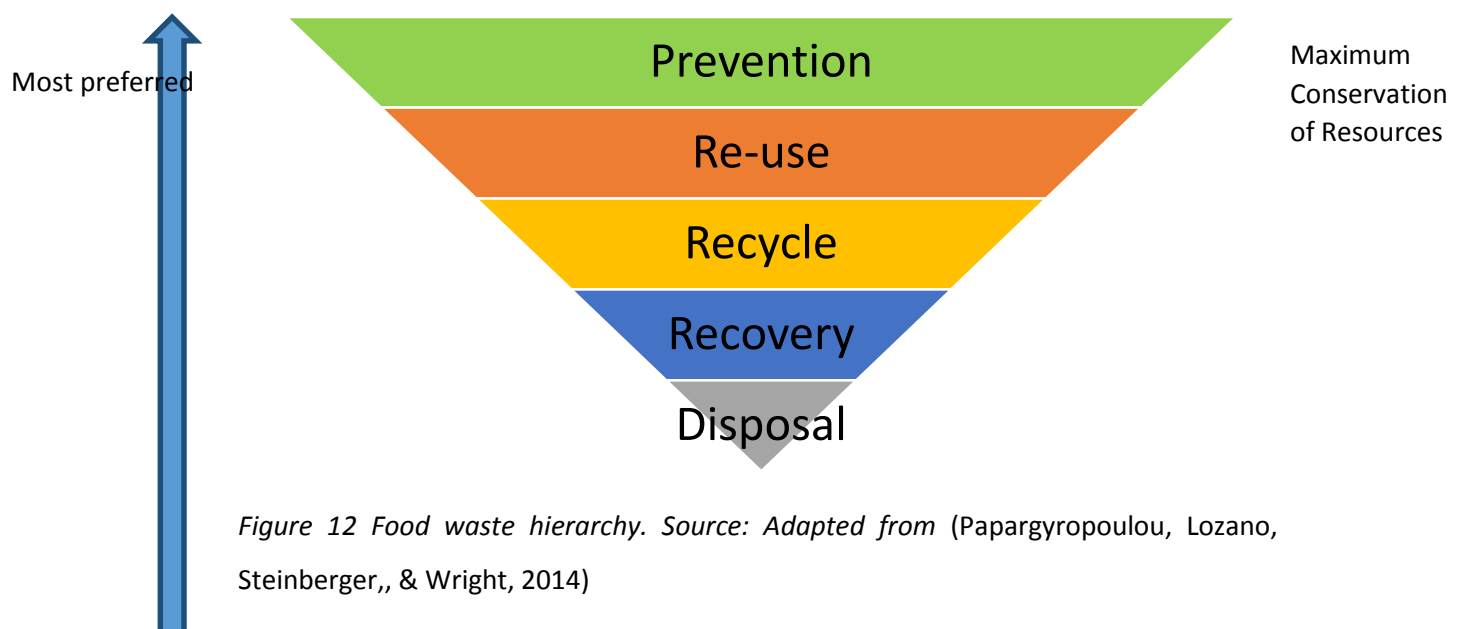 Prevention
Most preferred
Maximum
Conservation
of Resources
Re-use
Recycle
Recovery
Disposal
Figure 12 Food waste hierarchy. Source: Adapted from (Papargyropoulou, Lozano,
Steinberger,, & Wright, 2014)